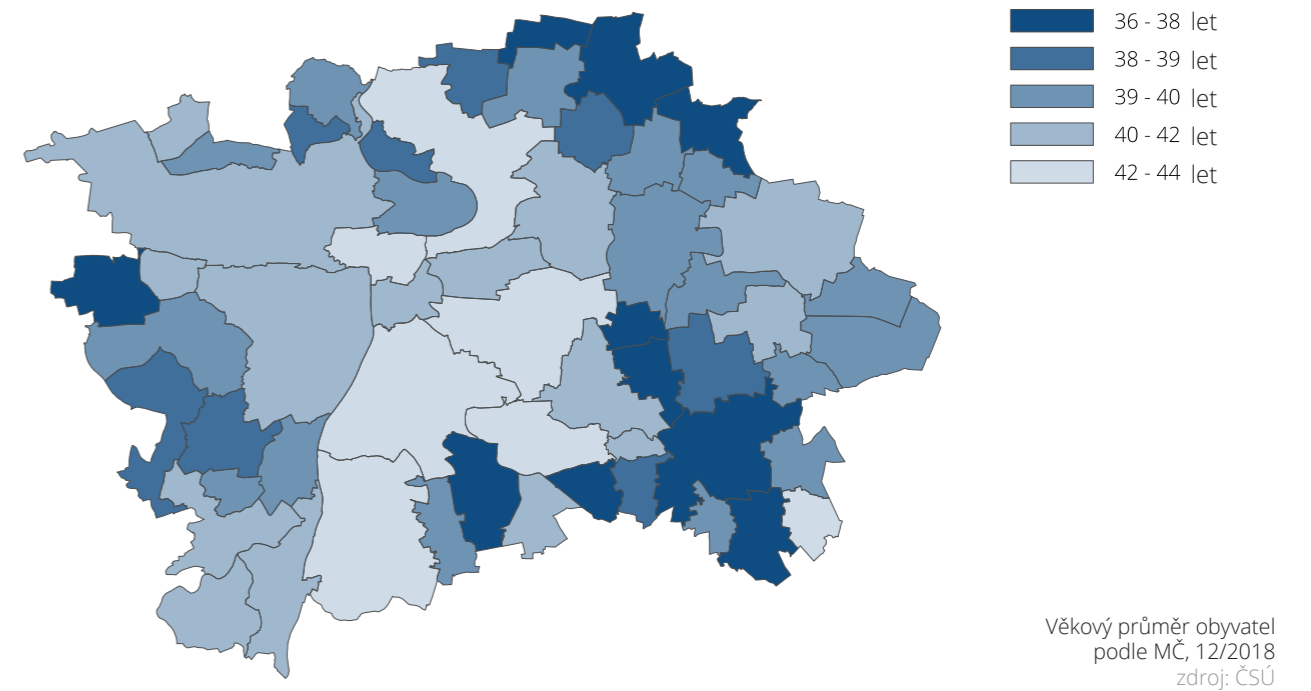 36 - 38 let
38 - 39 let
39 - 40 let
40 - 42 let
42 - 44 let
Věkový průměr obyvatel
podle MČ, 12/2018
zdroj: ČSÚ